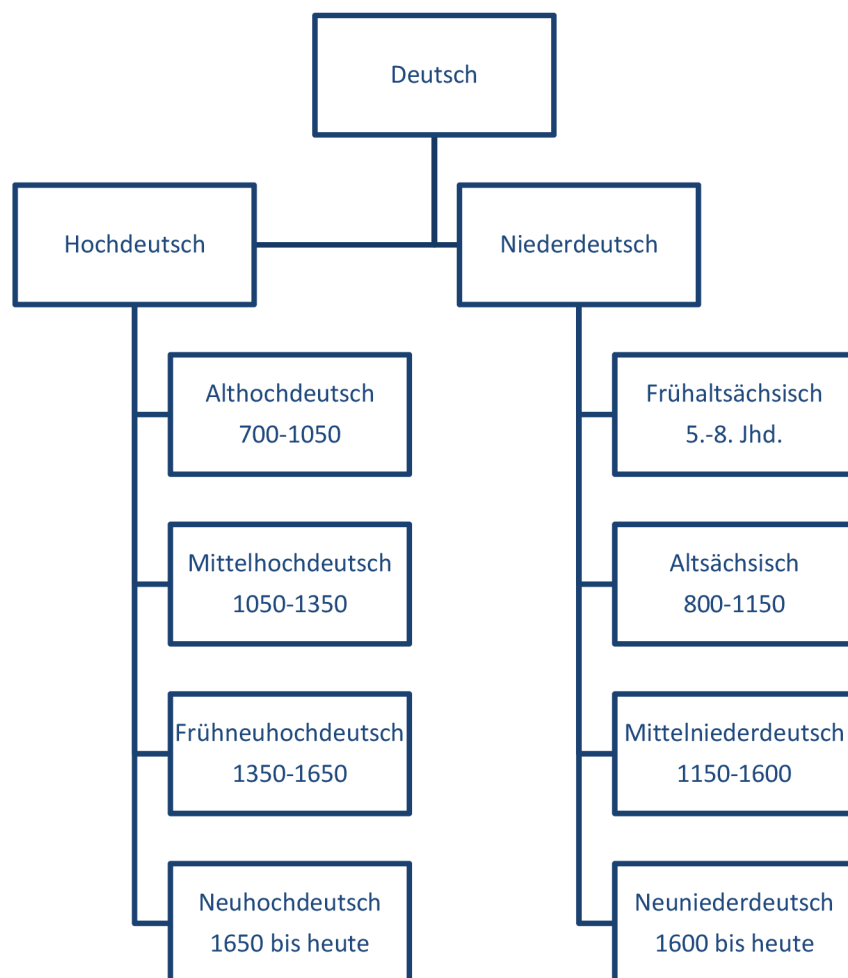 Deutsch
Hochdeutsch
Niederdeutsch
Althochdeutsch
700-1050
Mittelhochdeutsch
1050-1350
Frühneuhochdeutsch
1350-1650
Neuhochdeutsch
1650 bis heute
Frühaltsächsisch
5.-8. Jhd.
Altsächsisch
800-1150
Mittelniederdeutsch
1150-1600
Neuniederdeutsch
1600 bis heute